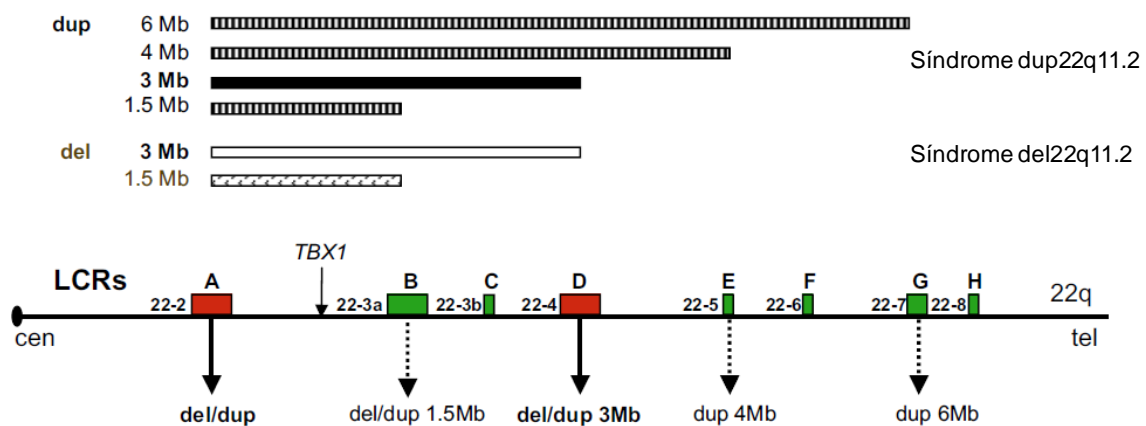 dup 6 Mb
4 Mb
Síndrome dup22q11.2
3 Mb
1.5 Mb
del 3 Mb Síndrome del22q11.2
1.5 Mb
TBX1
LCRs A B C D E F G H
22-2 22-3a 22-3b 22-4 22-5 22-6 22-7 22-8 22q
cen tel
del/dup del/dup 1.5Mb del/dup 3Mb dup 4Mb dup 6Mb